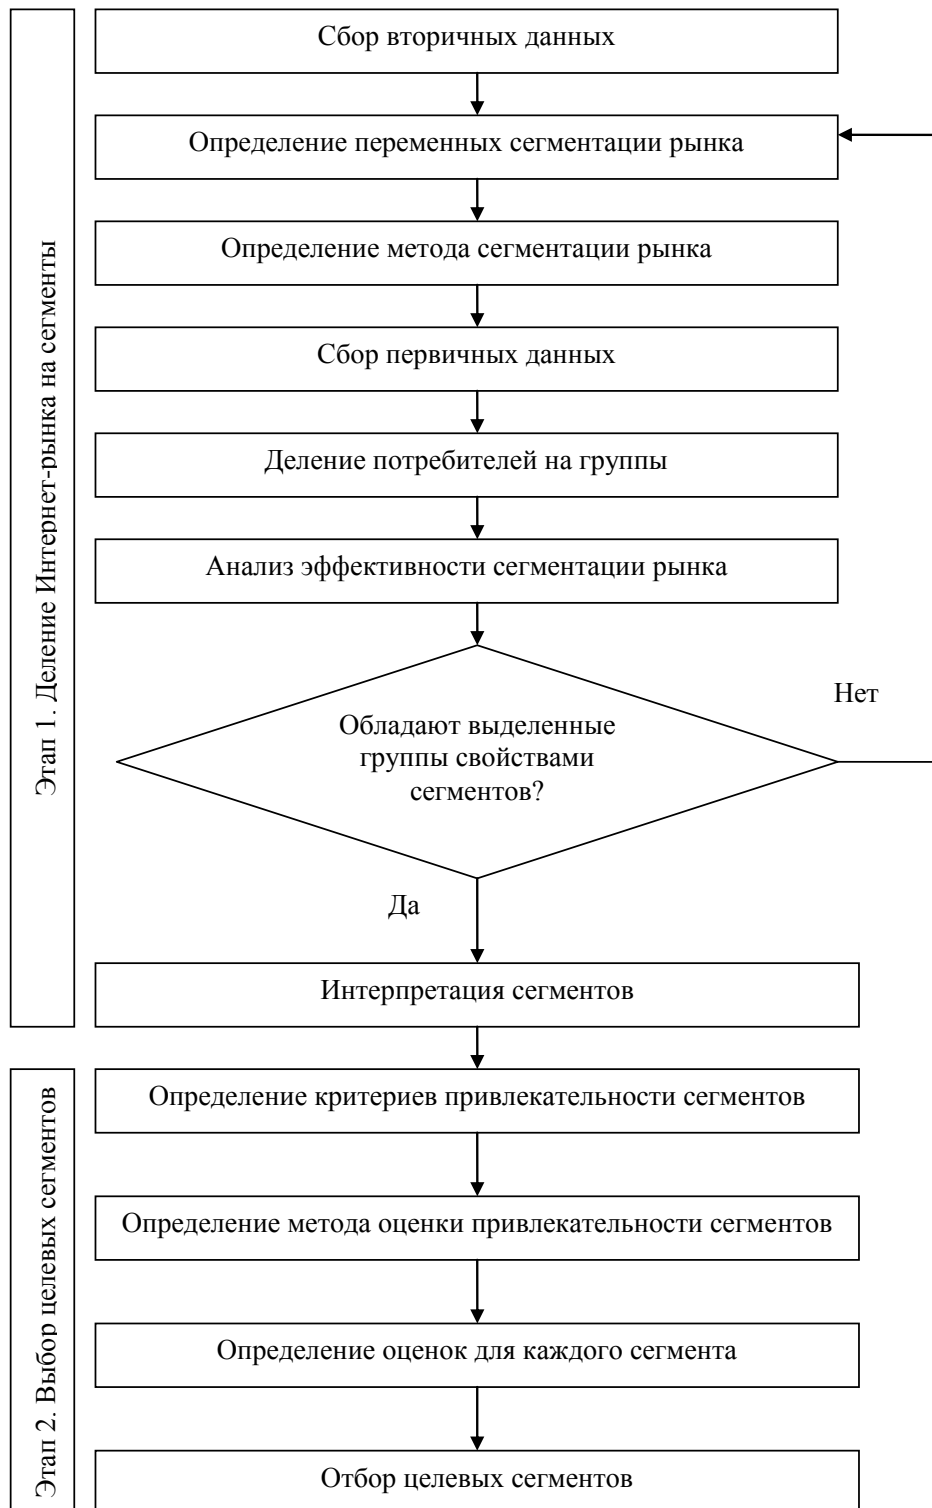 Этап 1. Деление Интернет-рынка на сегменты
Сбор вторичных данных
Определение переменных сегментации рынка
Определение метода сегментации рынка
Сбор первичных данных
Деление потребителей на группы
Анализ эффективности сегментации рынка
Обладают выделенные
группы свойствами
сегментов?
Нет
Да
Интерпретация сегментов
Этап 2. Выбор целевых сегментов
Определение критериев привлекательности сегментов
Определение метода оценки привлекательности сегментов
Определение оценок для каждого сегмента
Отбор целевых сегментов